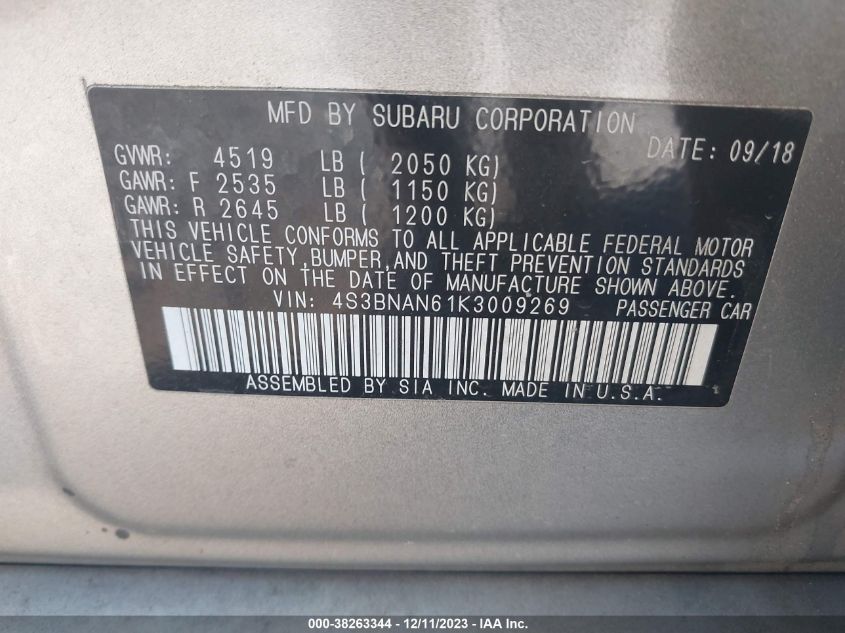 MFD BY SUBARU CORPORATION
DATE: 09/18
GVWR: 4519 LB ( 2050 KG)
GAWR: F 2535 LB ( 1150 KG)
GAWR: R 2645 LB ( 1200 KG)
THIS VEHICLE CONFORMS TO ALL APPLICABLE FEDERAL MOTOR
VEHICLE SAFETY, BUMPER, AND THEFT PREVENTION STANDARDS
IN EFFECT ON THE DATE OF MANUFACTURE SHOWN ABOVE.
VIN: 4S3BNAN61K3009269 PASSENGER CAR
ASSEMBLED BY SIA INC. MADE IN U.S.A.
000-38263344 - 12/11/2023 - IAA Inc.